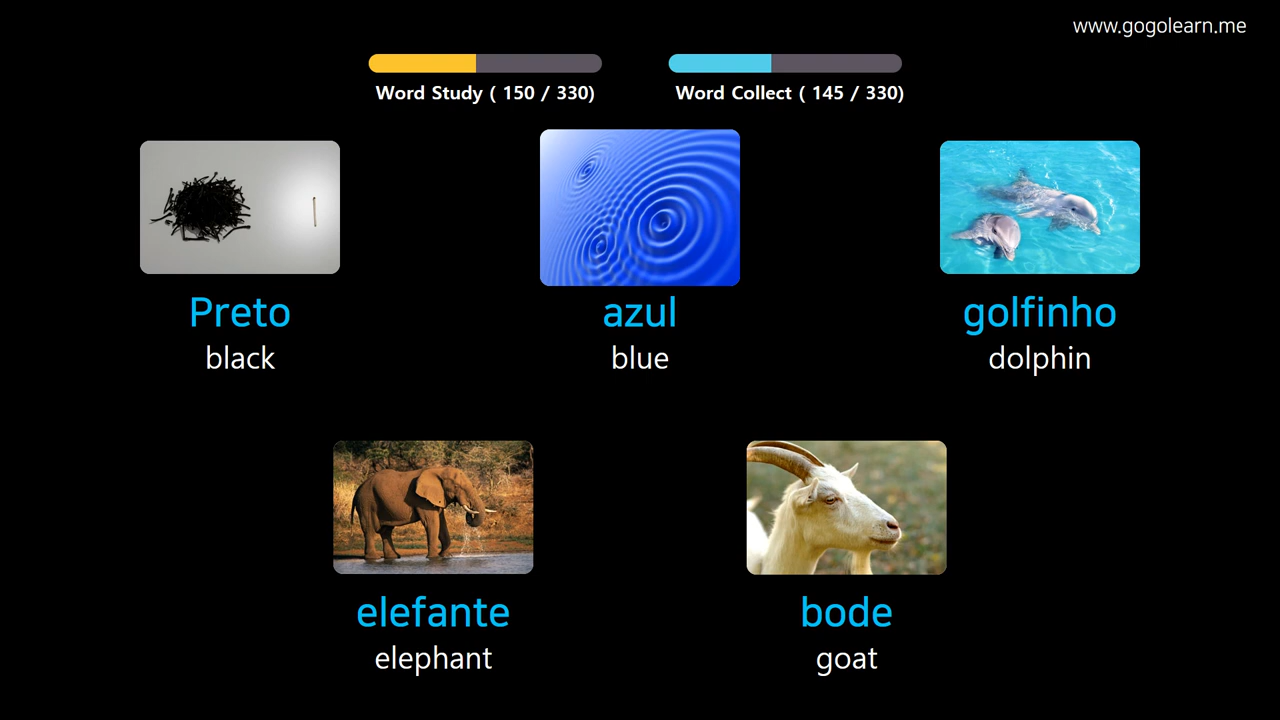 www.gogolearn.me
Word Study ( 150 / 330)
Word Collect ( 145 / 330)
Preto
black
azul
blue
golfinho
dolphin
elefante
elephant
bode
goat